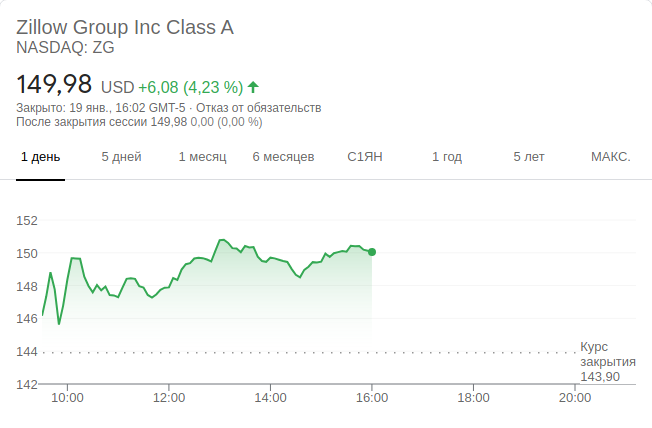 Zillow Group Inc Class A
NASDAQ: ZG
149,98 USD +6,08 (4,23 %)
Закрыто: 19 янв., 16:02 GMT-5 · Отказ от обязательств
После закрытия сессии 149,98 0,00 (0,00 %)
1 день 5 дней 1 месяц 6 месяцев С1ЯН 1 год 5 лет МАКС.
152
150
148
146
144
142
Курс
закрытия
143,90
10:00 12:00 14:00 16:00 18:00 20:00